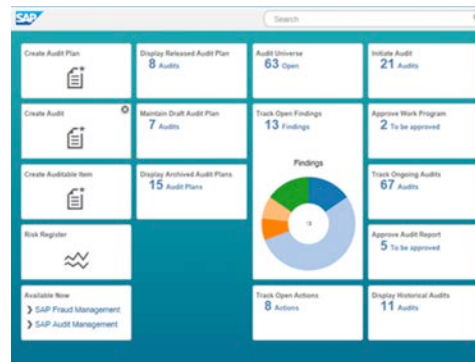 SAP
Search
Create Audit Plan
Display Released Audit Plan
8 Audits
Audit Universe
63 Open
Initiate Audit
21 Audits
Create Audit
Maintain Draft Audit Plan
7 Audits
Track Open Findings
13 Findings
Findings
13
Approve Work Program
2 To be approved
Create Auditable Item
Display Archived Audit Plans
15 Audit Plans
Track Ongoing Audits
67 Audits
Risk Register
Approve Audit Report
5 To be approved
Available Now
SAP Fraud Management
SAP Audit Management
Track Open Actions
8 Actions
Display Historical Audits
11 Audits